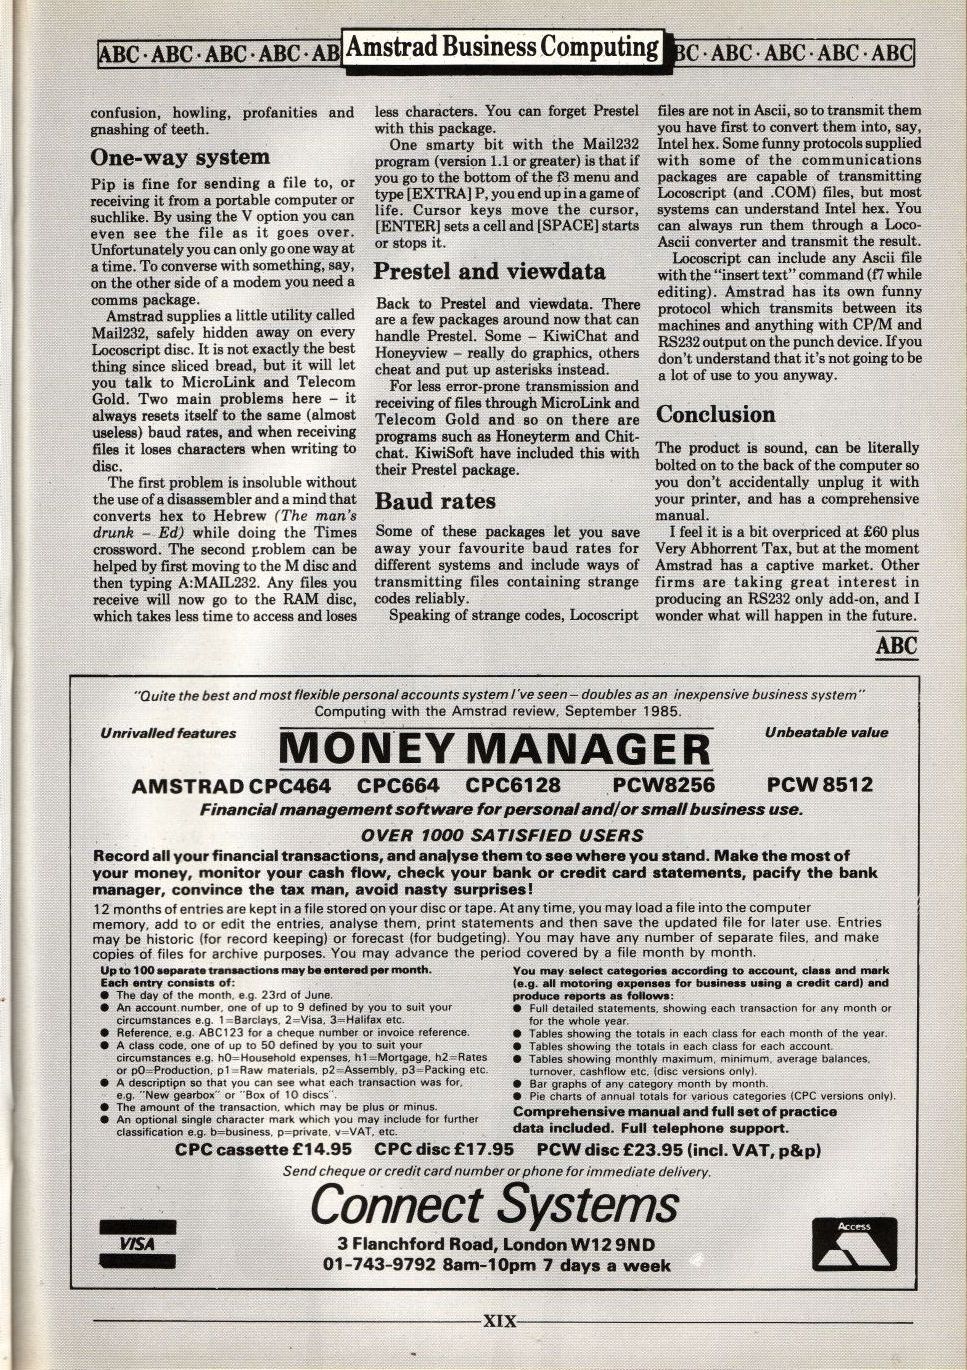 ABC · ABC · ABC · ABC · AB
Amstrad Business Computing
BC · ABC · ABC · ABC · ABC
confusion, howling, profanities and
gnashing of teeth.
One-way system
Pip is fine for sending a file to, or
receiving it from a portable computer or
suchlike. By using the V option you can
even see the file as it goes over.
Unfortunately you can only go one way at
a time. To converse with something, say,
on the other side of a modem you need a
comms package.
Amstrad supplies a little utility called
Mail232, safely hidden away on every
Locoscript disc. It is not exactly the best
thing since sliced bread, but it will let
you talk to MicroLink and Telecom
Gold. Two main problems here – it
always resets itself to the same (almost
useless) baud rates, and when receiving
files it loses characters when writing to
disc.
The first problem is insoluble without
the use of a disassembler and a mind that
converts hex to Hebrew (The man's
drunk – Ed) while doing the Times
crossword. The second problem can be
helped by first moving to the M disc and
then typing A:MAIL232. Any files you
receive will now go to the RAM disc,
which takes less time to access and loses
less characters. You can forget Prestel
with this package.
One smarty bit with the Mail232
program (version 1.1 or greater) is that if
you go to the bottom of the f3 menu and
type [EXTRA] P, you end up in a game of
life. Cursor keys move the cursor,
[ENTER] sets a cell and [SPACE] starts
or stops it.
Prestel and viewdata
Back to Prestel and viewdata. There
are a few packages around now that can
handle Prestel. Some – KiwiChat and
Honeyview – really do graphics, others
cheat and put up asterisks instead.
For less error-prone transmission and
receiving of files through MicroLink and
Telecom Gold and so on there are
programs such as Honeyterm and Chit-
chat. KiwiSoft have included this with
their Prestel package.
Baud rates
Some of these packages let you save
away your favourite baud rates for
different systems and include ways of
transmitting files containing strange
codes reliably.
Speaking of strange codes, Locoscript
files are not in Ascii, so to transmit them
you have first to convert them into, say,
Intel hex. Some funny protocols supplied
with some of the communications
packages are capable of transmitting
Locoscript (and .COM) files, but most
systems can understand Intel hex. You
can always run them through a Loco-
Ascii converter and transmit the result.
Locoscript can include any Ascii file
with the "insert text" command (f7 while
editing). Amstrad has its own funny
protocol which transmits between its
machines and anything with CP/M and
RS232 output on the punch device. If you
don't understand that it's not going to be
a lot of use to you anyway.
Conclusion
The product is sound, can be literally
bolted on to the back of the computer so
you don't accidentally unplug it with
your printer, and has a comprehensive
manual.
I feel it is a bit overpriced at £60 plus
Very Abhorrent Tax, but at the moment
Amstrad has a captive market. Other
firms are taking great interest in
producing an RS232 only add-on, and I
wonder what will happen in the future.
ABC
"Quite the best and most flexible personal accounts system I've seen – doubles as an inexpensive business system"
Computing with the Amstrad review, September 1985.
Unrivalled features
MONEY MANAGER
Unbeatable value
AMSTRAD CPC464 CPC664 CPC6128 PCW8256 PCW 8512
Financial management software for personal and/or small business use.
OVER 1000 SATISFIED USERS
Record all your financial transactions, and analyse them to see where you stand. Make the most of
your money, monitor your cash flow, check your bank or credit card statements, pacify the bank
manager, convince the tax man, avoid nasty surprises!
12 months of entries are kept in a file stored on your disc or tape. At any time, you may load a file into the computer
memory, add to or edit the entries, analyse them, print statements and then save the updated file for later use. Entries
may be historic (for record keeping) or forecast (for budgeting). You may have any number of separate files, and make
copies of files for archive purposes. You may advance the period covered by a file month by month.
Up to 100 separate transactions may be entered per month.
Each entry consists of:
● The day of the month, e.g. 23rd of June.
● An account number, one of up to 9 defined by you to suit your
circumstances e.g. 1=Barclays, 2=Visa, 3=Halifax etc.
● Reference, e.g. ABC123 for a cheque number or invoice reference.
● A class code, one of up to 50 defined by you to suit your
circumstances e.g. h0=Household expenses, h1=Mortgage, h2=Rates
or p0=Production, p1=Raw materials, p2=Assembly, p3=Packing etc.
● A description so that you can see what each transaction was for,
e.g. "New gearbox" or "Box of 10 discs".
● The amount of the transaction, which may be plus or minus.
● An optional single character mark which you may include for further
classification e.g. b=business, p=private, v=VAT, etc.
You may select categories according to account, class and mark
(e.g. all motoring expenses for business using a credit card) and
produce reports as follows:
● Full detailed statements, showing each transaction for any month or
for the whole year.
● Tables showing the totals in each class for each month of the year.
● Tables showing the totals in each class for each account.
● Tables showing monthly maximum, minimum, average balances,
turnover, cashflow etc, (disc versions only).
● Bar graphs of any category month by month.
● Pie charts of annual totals for various categories (CPC versions only).
Comprehensive manual and full set of practice
data included. Full telephone support.
CPC cassette £14.95 CPC disc £17.95 PCW disc £23.95 (incl. VAT, p&p)
Send cheque or credit card number or phone for immediate delivery.
Connect Systems
VISA
3 Flanchford Road, London W12 9ND
01-743-9792 8am-10pm 7 days a week
Access
XIX